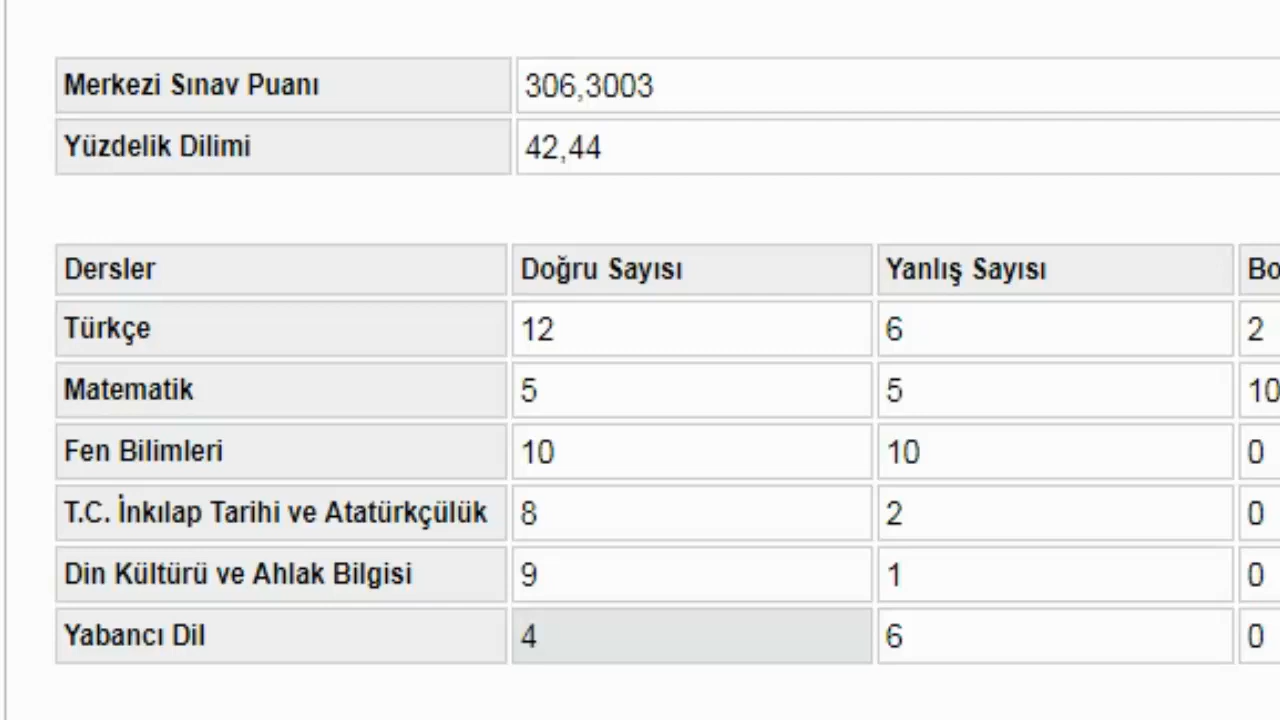 Merkezi Sınav Puanı 306,3003
Yüzdelik Dilimi 42,44
Dersler Doğru Sayısı Yanlış Sayısı Bo
Türkçe 12 6 2
Matematik 5 5 10
Fen Bilimleri 10 10 0
T.C. İnkılap Tarihi ve Atatürkçülük 8 2 0
Din Kültürü ve Ahlak Bilgisi 9 1 0
Yabancı Dil 4 6 0